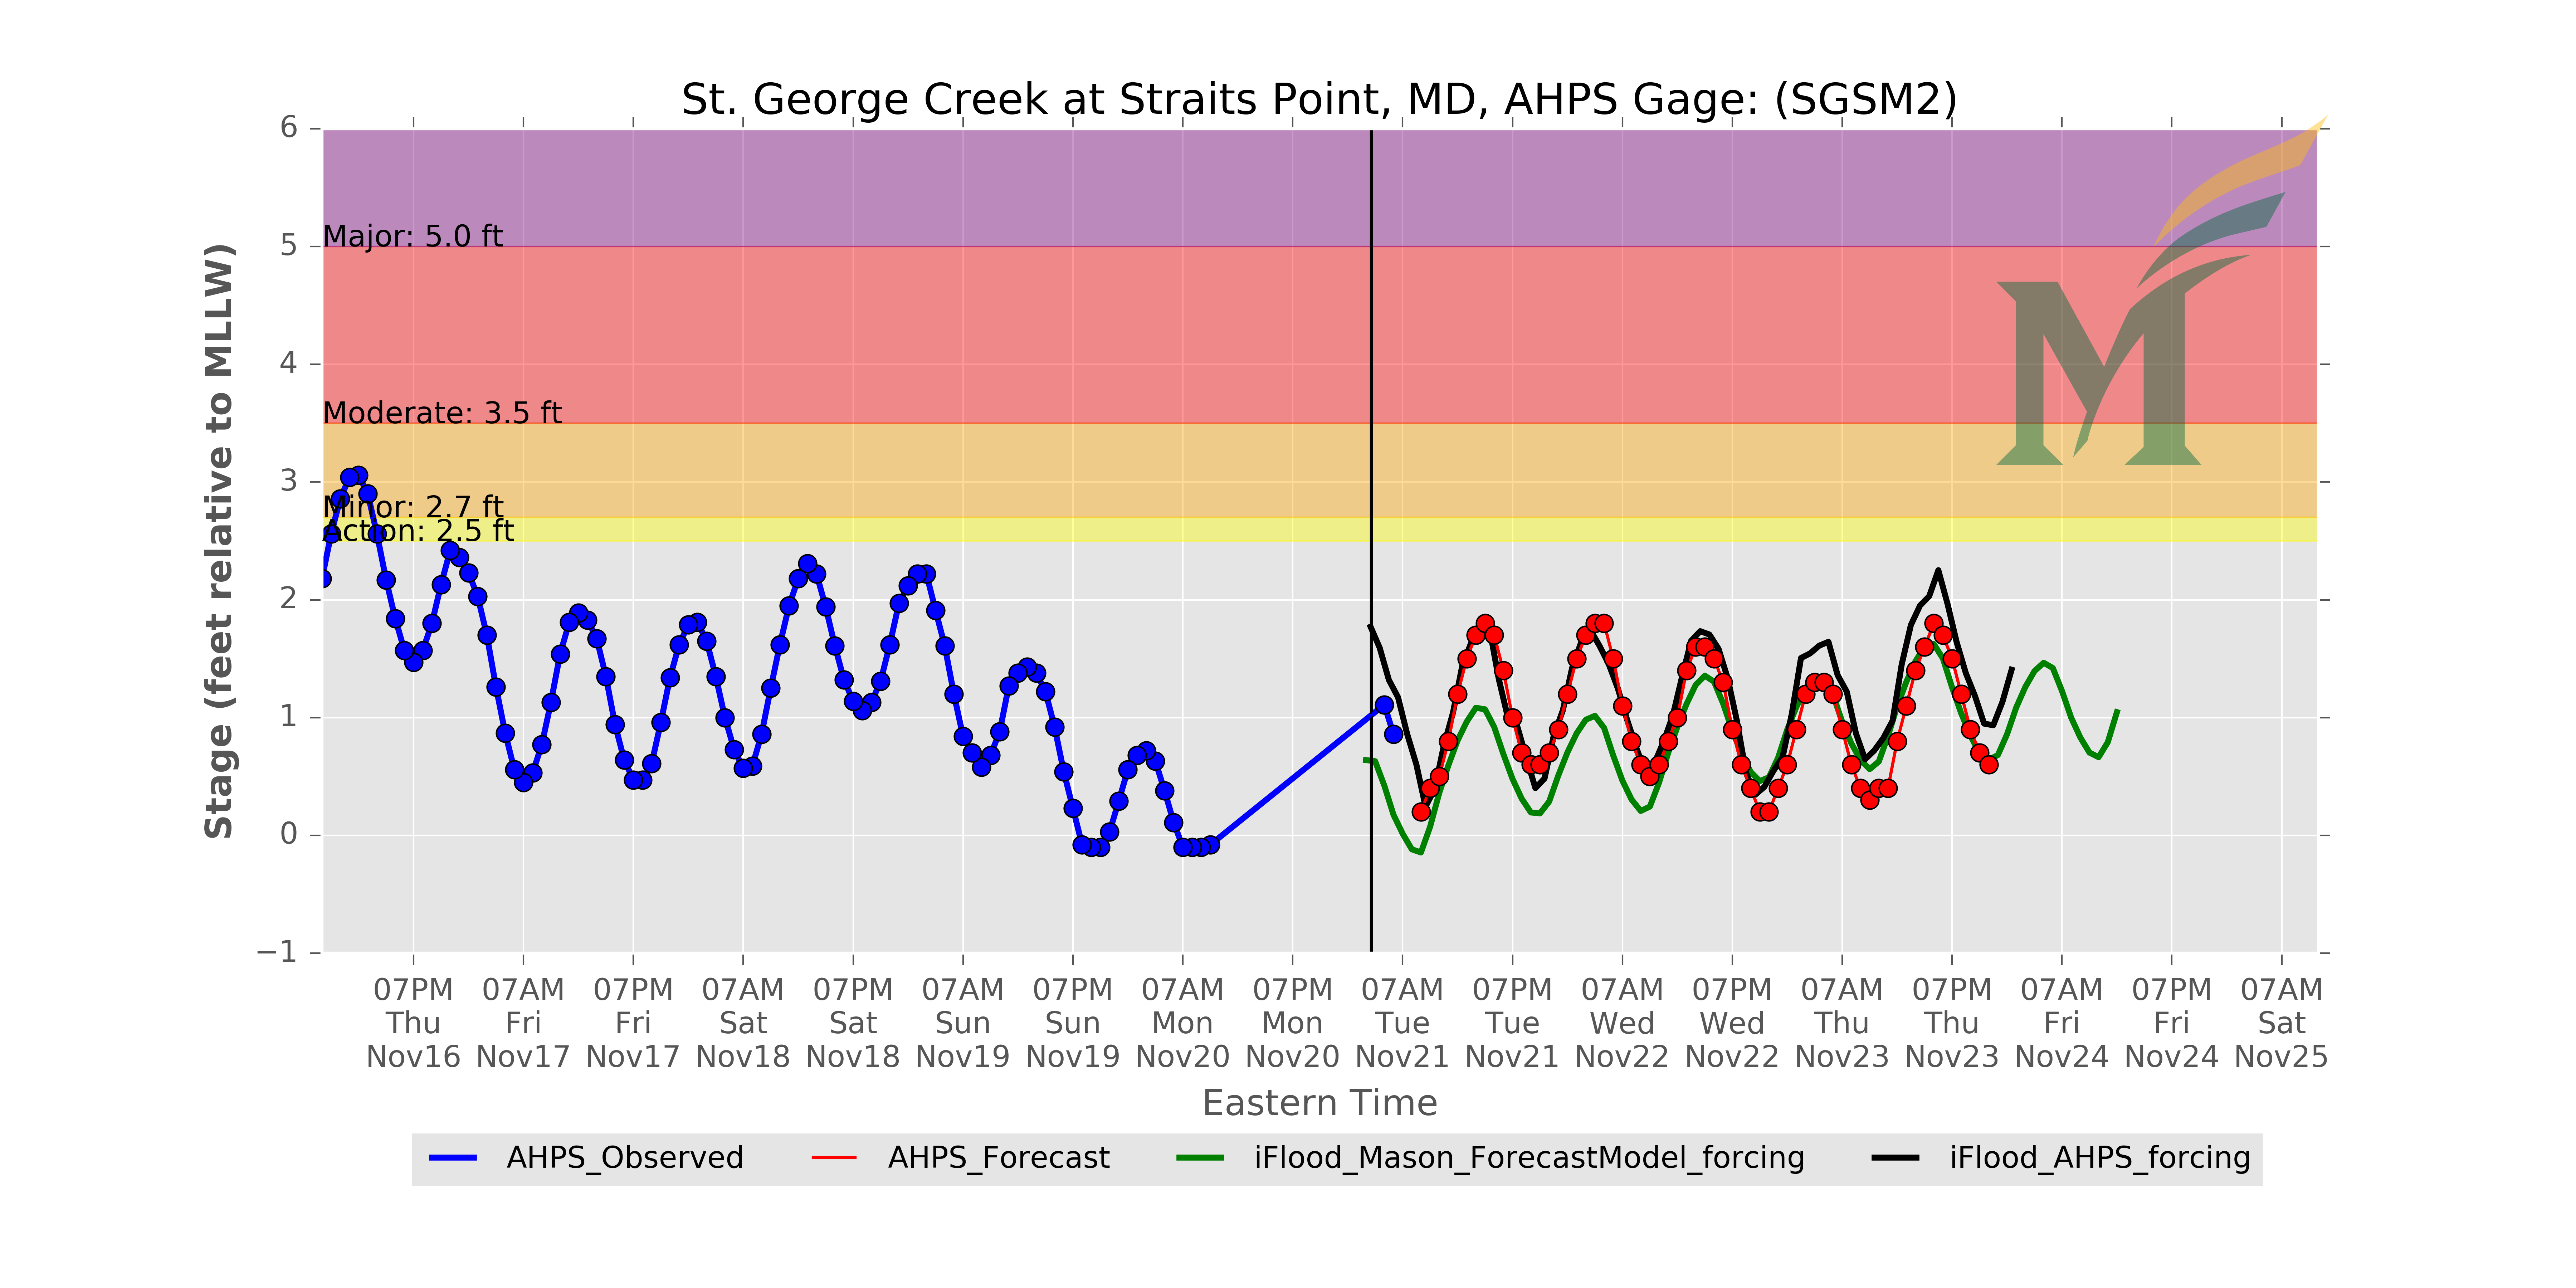 St. George Creek at Straits Point, MD, AHPS Gage: (SGSM2)
Stage (feet relative to MLLW)
6
5
4
3
2
1
0
−1
Major: 5.0 ft
Moderate: 3.5 ft
Minor: 2.7 ft
Action: 2.5 ft
07PM 07AM 07PM 07AM 07PM 07AM 07PM 07AM 07PM 07AM 07PM 07AM 07PM 07AM 07PM 07AM 07PM 07AM
Thu Fri Fri Sat Sat Sun Sun Mon Mon Tue Tue Wed Wed Thu Thu Fri Fri Sat
Nov16 Nov17 Nov17 Nov18 Nov18 Nov19 Nov19 Nov20 Nov20 Nov21 Nov21 Nov22 Nov22 Nov23 Nov23 Nov24 Nov24 Nov25
Eastern Time
AHPS_Observed AHPS_Forecast iFlood_Mason_ForecastModel_forcing iFlood_AHPS_forcing
M